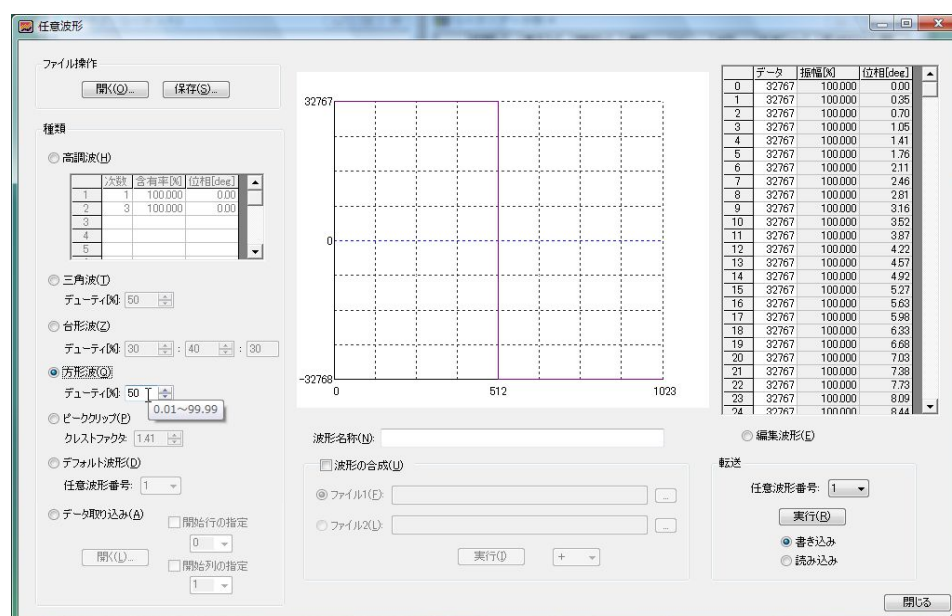 任意波形
ファイル操作
開く(O)... 保存(S)...
種類
高調波(H)
次数 含有率[%] 位相[deg]
1 1 100.000 0.00
2 3 100.000 0.00
3
4
5
三角波(T)
デューティ[%]: 50
台形波(Z)
デューティ[%]: 30 : 40 : 30
方形波(Q)
デューティ[%]: 50
0.01～99.99
ピーククリップ(P)
クレストファクタ: 1.41
デフォルト波形(D)
任意波形番号: 1
データ取り込み(A)
開始行の指定
0
開く(L)...
開始列の指定
1
32767
0
-32768
0 512 1023
波形名称(N):
波形の合成(U)
ファイル1(F): ...
ファイル2(L): ...
実行(I) +
データ 振幅[%] 位相[deg]
0 32767 100.000 0.00
1 32767 100.000 0.35
2 32767 100.000 0.70
3 32767 100.000 1.05
4 32767 100.000 1.41
5 32767 100.000 1.76
6 32767 100.000 2.11
7 32767 100.000 2.46
8 32767 100.000 2.81
9 32767 100.000 3.16
10 32767 100.000 3.52
11 32767 100.000 3.87
12 32767 100.000 4.22
13 32767 100.000 4.57
14 32767 100.000 4.92
15 32767 100.000 5.27
16 32767 100.000 5.63
17 32767 100.000 5.98
18 32767 100.000 6.33
19 32767 100.000 6.68
20 32767 100.000 7.03
21 32767 100.000 7.38
22 32767 100.000 7.73
23 32767 100.000 8.09
24 32767 100.000 8.44
編集波形(E)
転送
任意波形番号: 1
実行(R)
書き込み
読み込み
閉じる